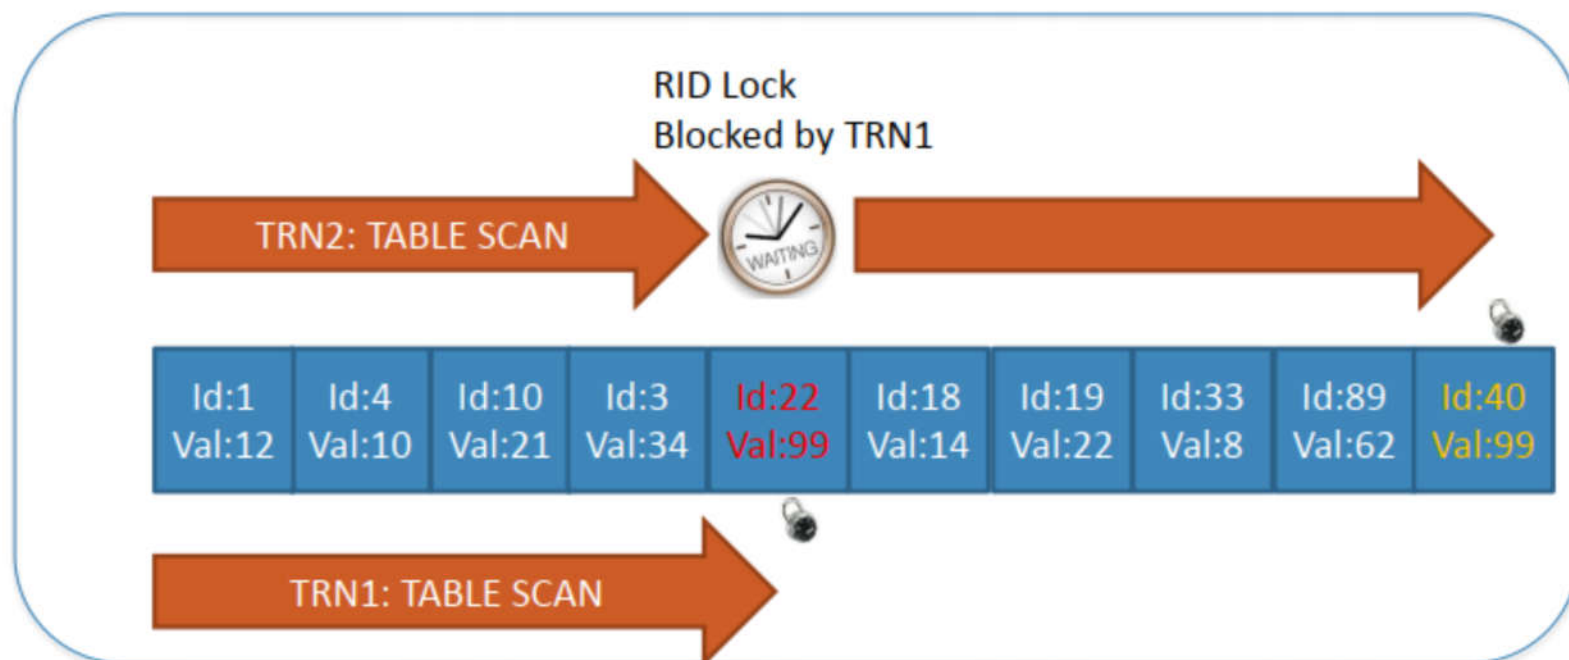 RID Lock
Blocked by TRN1
TRN2: TABLE SCAN
WAITING
Id:1
Val:12
Id:4
Val:10
Id:10
Val:21
Id:3
Val:34
Id:22
Val:99
Id:18
Val:14
Id:19
Val:22
Id:33
Val:8
Id:89
Val:62
Id:40
Val:99
TRN1: TABLE SCAN